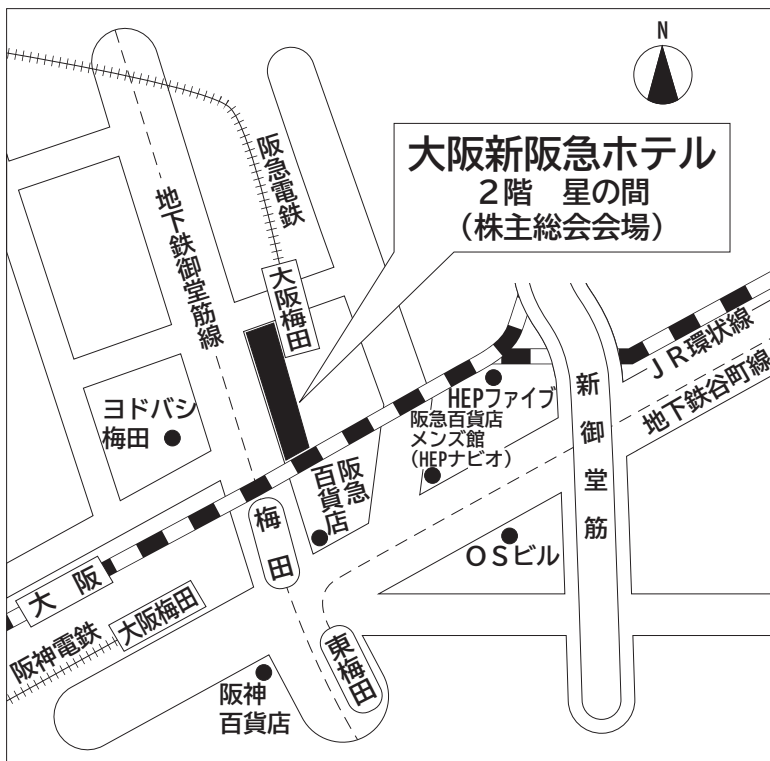 N
大阪新阪急ホテル
2階　星の間
(株主総会会場)
阪急電鉄
地下鉄御堂筋線
大阪梅田
ヨドバシ
梅田
HEPファイブ
阪急百貨店
メンズ館
(HEPナビオ)
新御堂筋
JR環状線
地下鉄谷町線
阪急
百貨店
梅田
OSビル
大阪
大阪梅田
阪神電鉄
東梅田
阪神
百貨店